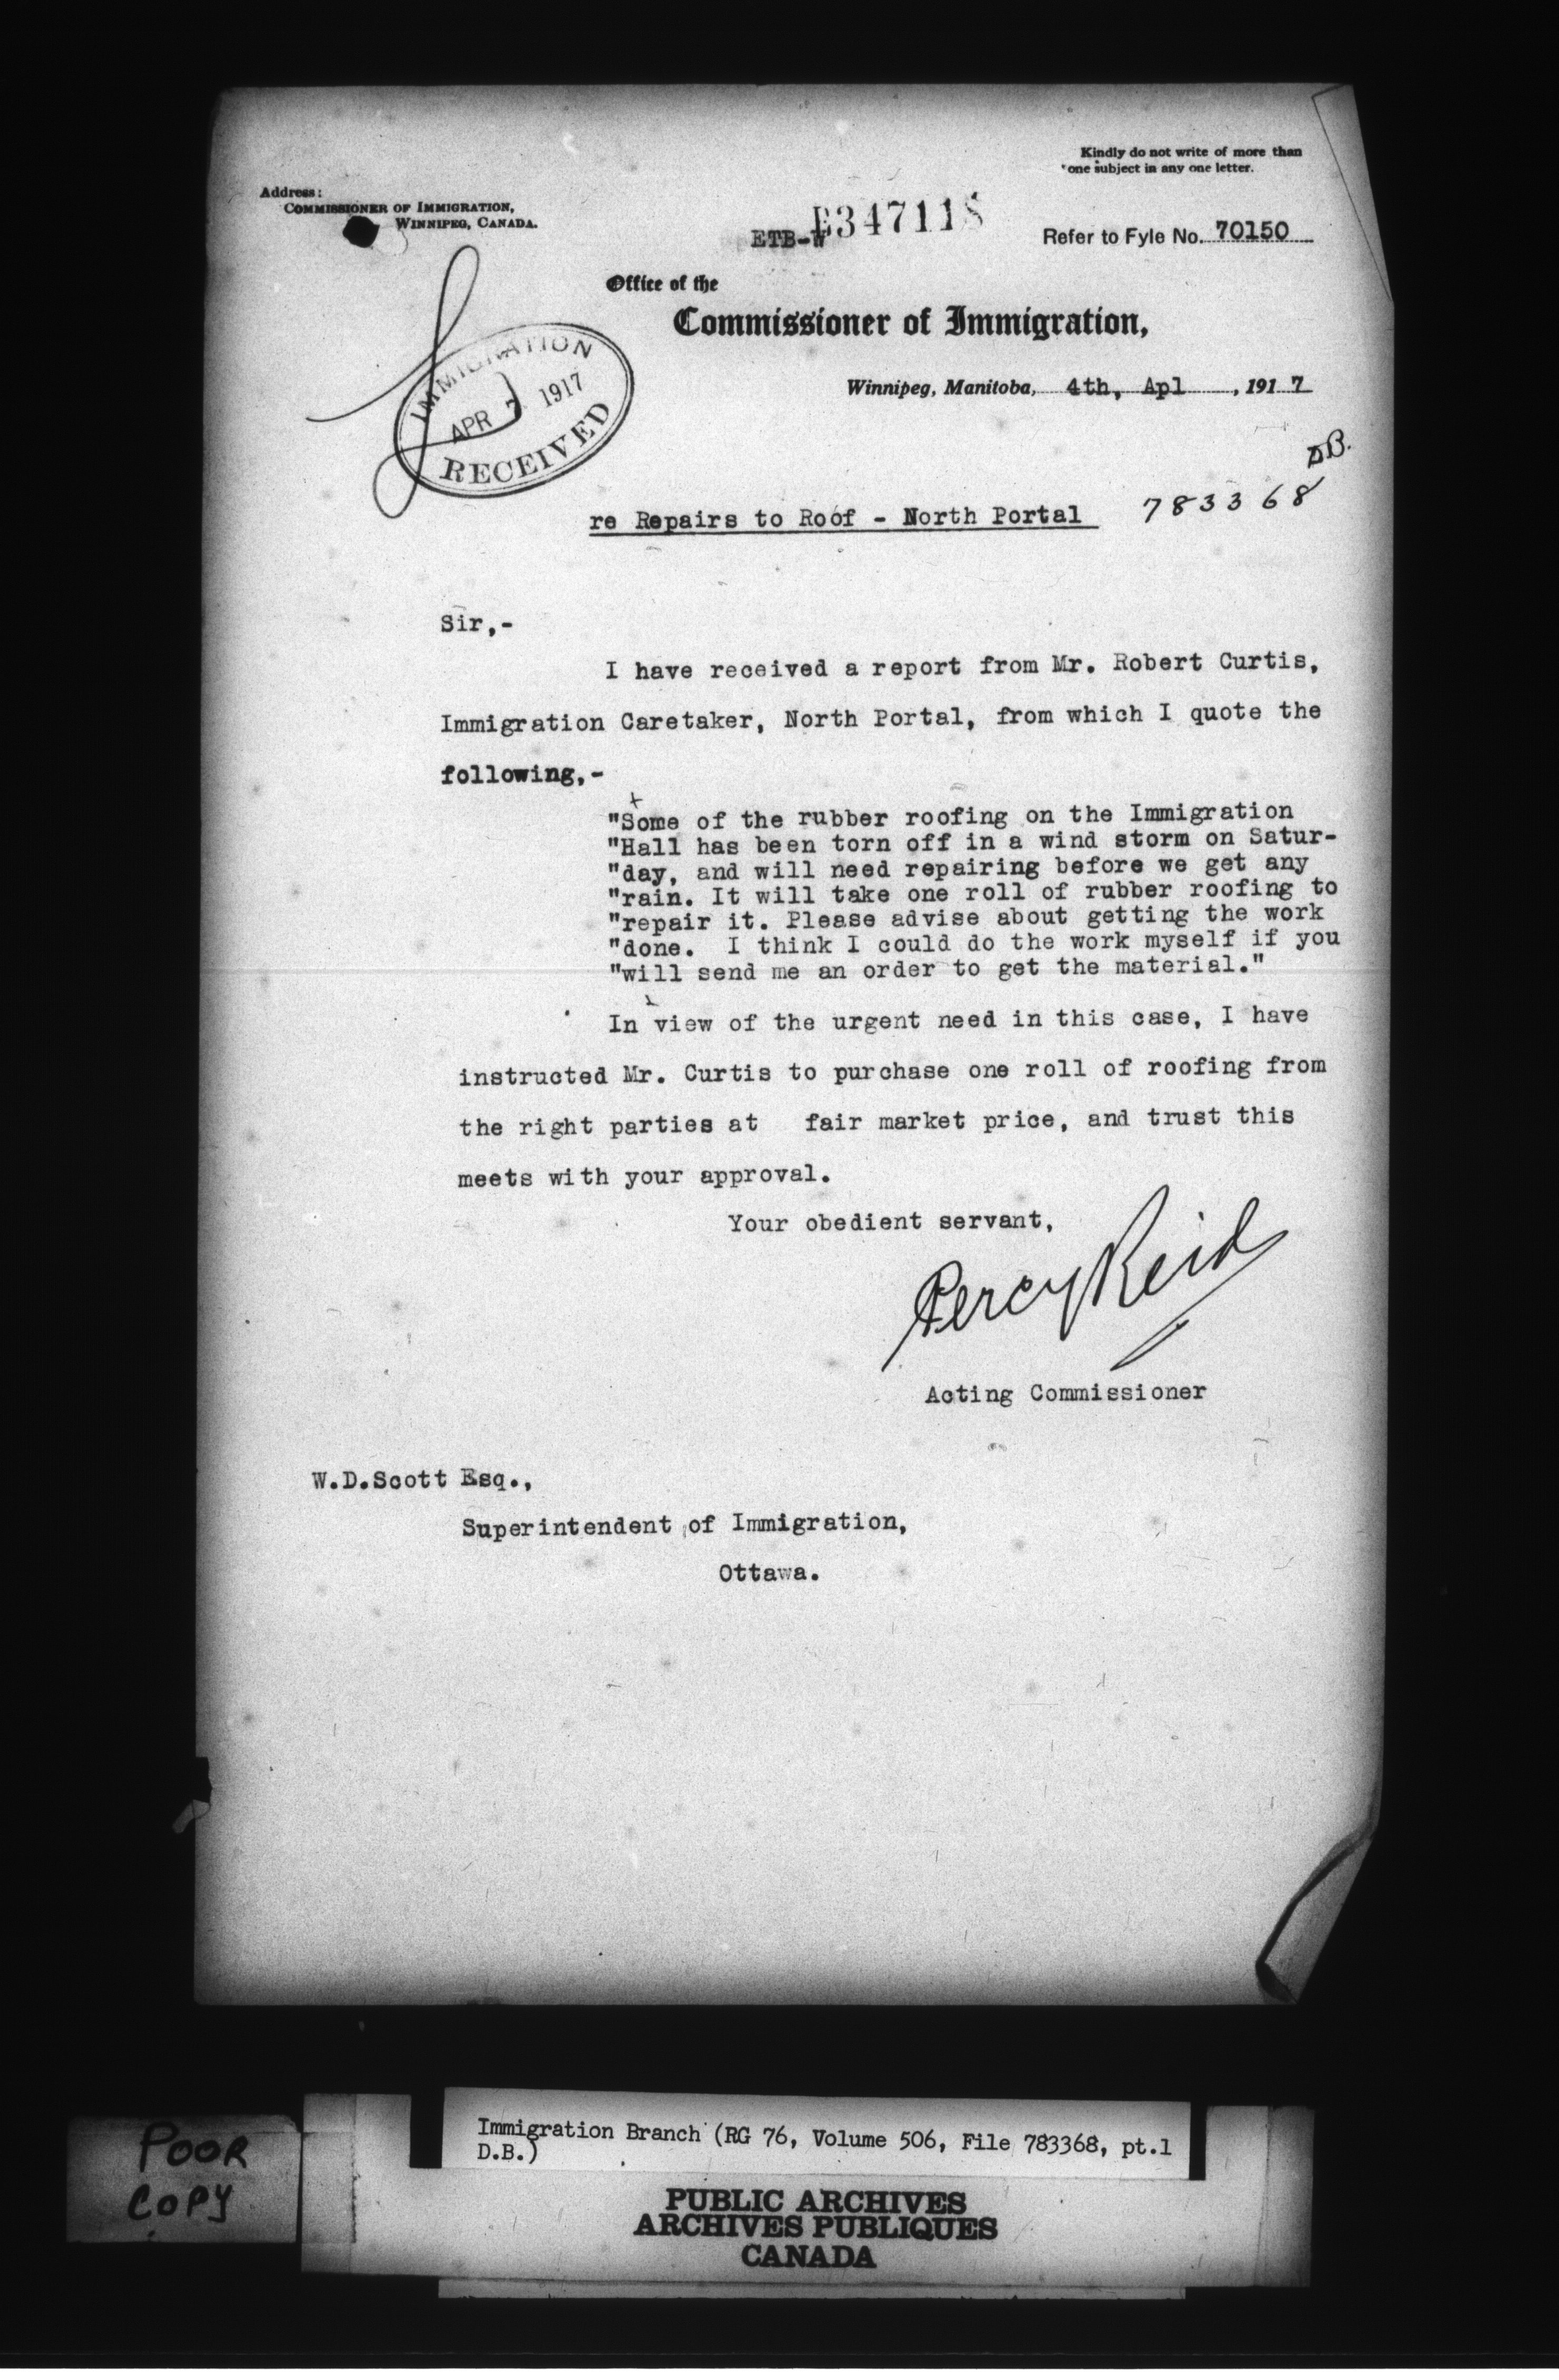 Kindly do not write of more than
one subject in any one letter.
Address:
COMMISSIONER OF IMMIGRATION,
WINNIPEG, CANADA.
ETB-W
347118
Refer to Fyle No. 70150
Office of the
Commissioner of Immigration,
IMMIGRATION
APR 7 1917
RECEIVED
Winnipeg, Manitoba, 4th, Apl , 1917
DB.
re Repairs to Roof - North Portal
783368
Sir,-
I have received a report from Mr. Robert Curtis,
Immigration Caretaker, North Portal, from which I quote the
following,-
"Some of the rubber roofing on the Immigration
"Hall has been torn off in a wind storm on Satur-
"day, and will need repairing before we get any
"rain. It will take one roll of rubber roofing to
"repair it. Please advise about getting the work
"done. I think I could do the work myself if you
"will send me an order to get the material."
In view of the urgent need in this case, I have
instructed Mr. Curtis to purchase one roll of roofing from
the right parties at fair market price, and trust this
meets with your approval.
Your obedient servant,
Percy Reid
Acting Commissioner
W.D.Scott Esq.,
Superintendent of Immigration,
Ottawa.
POOR
COPY
Immigration Branch (RG 76, Volume 506, File 783368, pt.1
D.B.)
PUBLIC ARCHIVES
ARCHIVES PUBLIQUES
CANADA